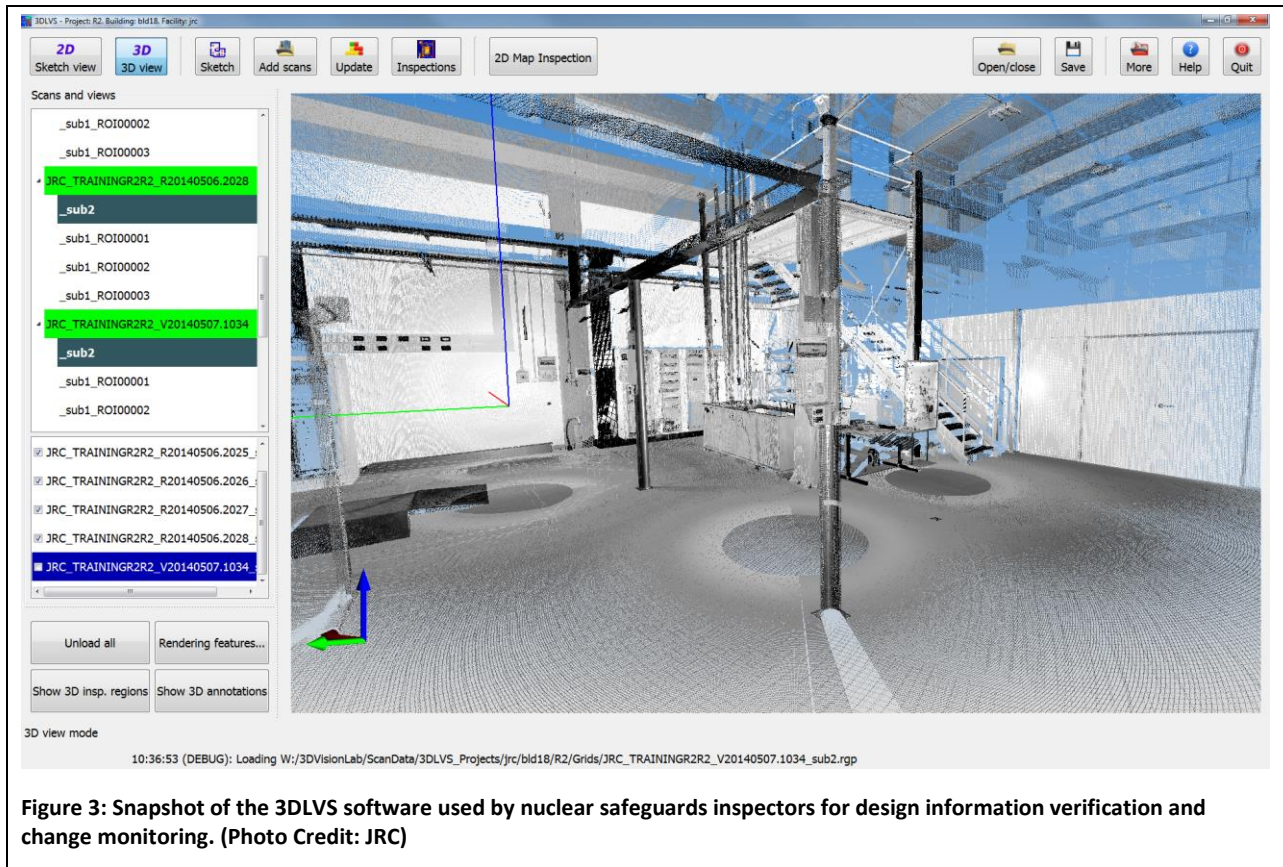 3DLVS - Project: R2. Building: bld18. Facility: jrc
2D
Sketch view
3D
3D view
Sketch
Add scans
Update
Inspections
2D Map Inspection
Open/close
Save
More
Help
Quit
Scans and views
_sub1_ROI00002
_sub1_ROI00003
JRC_TRAININGR2R2_R20140506.2028
_sub2
_sub1_ROI00001
_sub1_ROI00002
_sub1_ROI00003
JRC_TRAININGR2R2_V20140507.1034
_sub2
_sub1_ROI00001
_sub1_ROI00002
JRC_TRAININGR2R2_R20140506.2025_s
JRC_TRAININGR2R2_R20140506.2026_s
JRC_TRAININGR2R2_R20140506.2027_s
JRC_TRAININGR2R2_R20140506.2028_s
JRC_TRAININGR2R2_V20140507.1034_s
Unload all
Rendering features...
Show 3D insp. regions
Show 3D annotations
3D view mode
10:36:53 (DEBUG): Loading W:/3DVisionLab/ScanData/3DLVS_Projects/jrc/bld18/R2/Grids/JRC_TRAININGR2R2_V20140507.1034_sub2.rgp
Figure 3: Snapshot of the 3DLVS software used by nuclear safeguards inspectors for design information verification and
change monitoring. (Photo Credit: JRC)